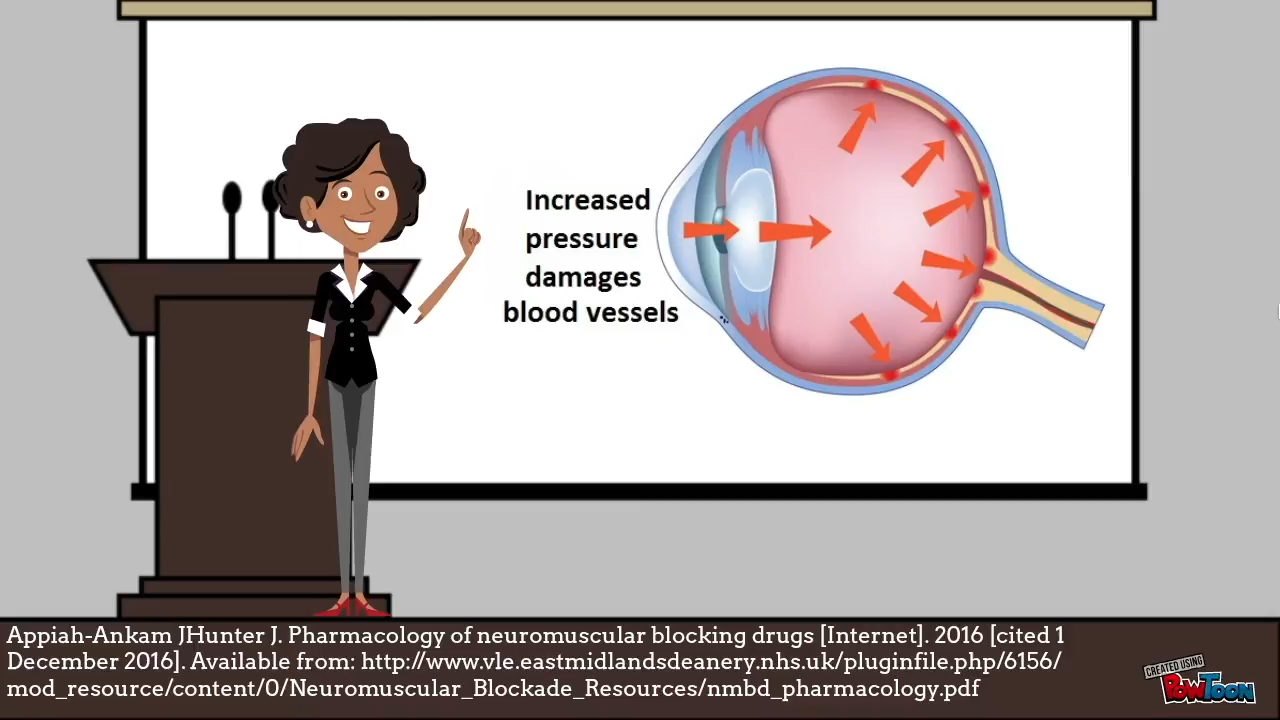 Increased
pressure
damages
blood vessels
Appiah-Ankam JHunter J. Pharmacology of neuromuscular blocking drugs [Internet]. 2016 [cited 1
December 2016]. Available from: http://www.vle.eastmidlandsdeanery.nhs.uk/pluginfile.php/6156/
mod_resource/content/0/Neuromuscular_Blockade_Resources/nmbd_pharmacology.pdf
CREATED USING
POWTOON